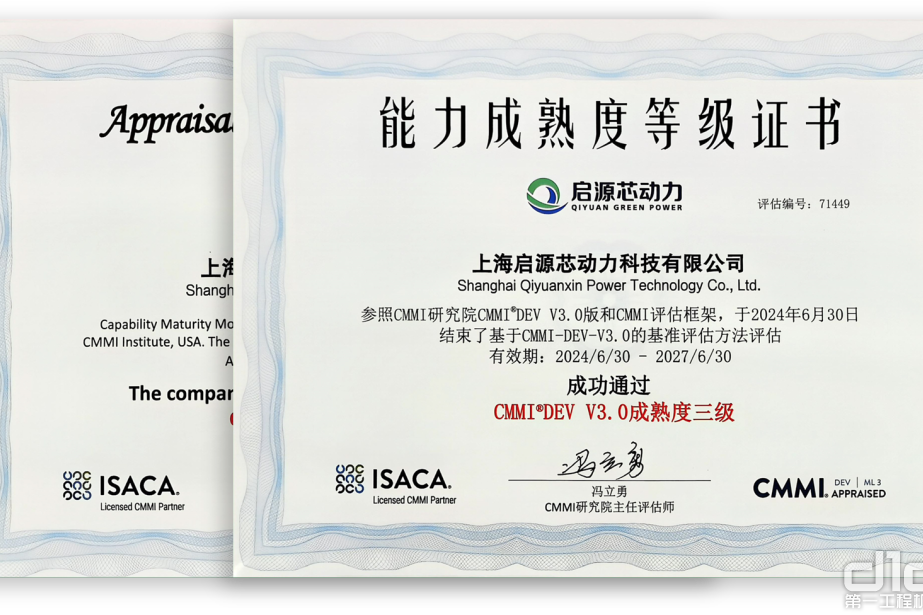 Appraisa
上海
Shangh
Capability Maturity Mo
CMMI Institute, USA. The
A
The compan
ISACA.
Licensed CMMI Partner
能力成熟度等级证书
启源芯动力
QIYUAN GREEN POWER
评估编号：71449
上海启源芯动力科技有限公司
Shanghai Qiyuanxin Power Technology Co., Ltd.
参照CMMI研究院CMMI®DEV V3.0版和CMMI评估框架，于2024年6月30日
结束了基于CMMI-DEV-V3.0的基准评估方法评估
有效期：2024/6/30 - 2027/6/30
成功通过
CMMI®DEV V3.0成熟度三级
ISACA.
Licensed CMMI Partner
冯立勇
冯立勇
CMMI研究院主任评估师
CMMI® DEV | ML 3
APPRAISED
d1c
第一工程机